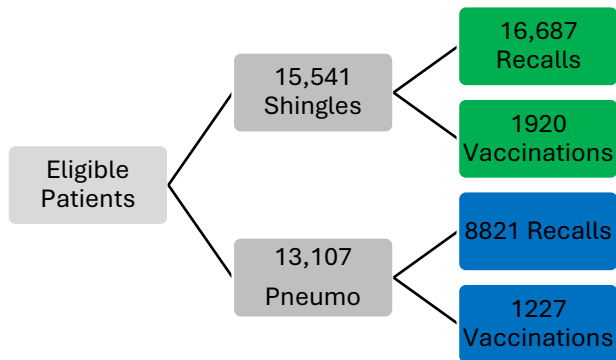 Eligible
Patients
15,541
Shingles
16,687
Recalls
1920
Vaccinations
13,107
Pneumo
8821 Recalls
1227
Vaccinations